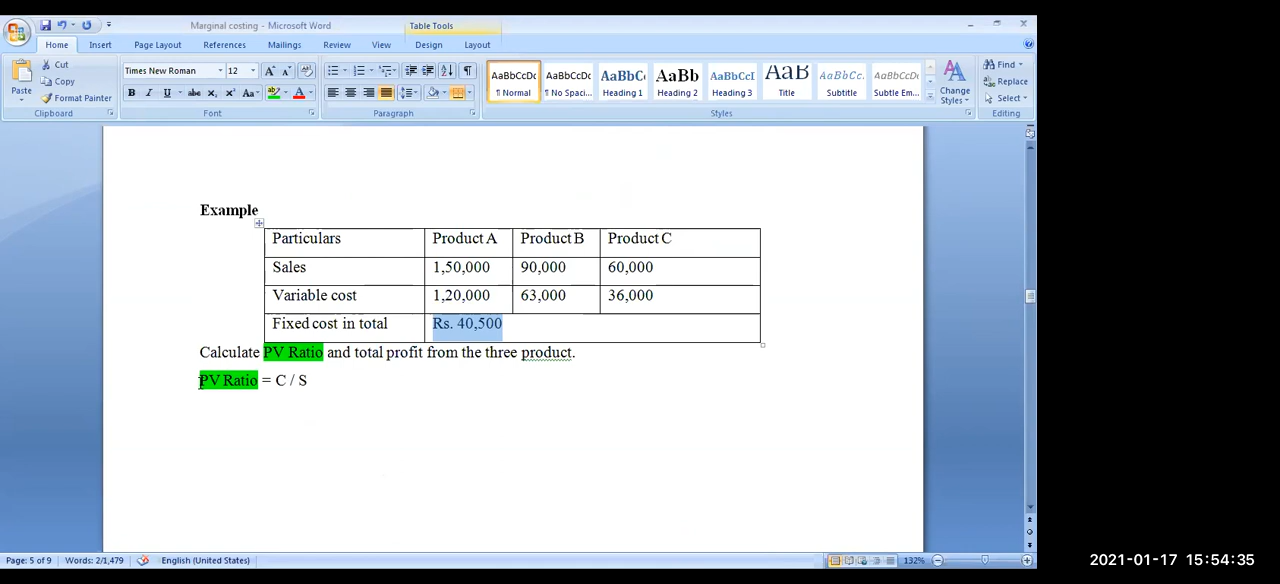 Marginal costing - Microsoft Word
Table Tools
Home Insert Page Layout References Mailings Review View Design Layout
Paste
Cut
Copy
Format Painter
Clipboard
Times New Roman 12
B I U abc x₂ x² Aa
Font
Paragraph
AaBbCcDc AaBbCcDc AaBbC AaBb AaBbCcI AaB AaBbCc. AaBbCcDc
¶ Normal ¶ No Spaci... Heading 1 Heading 2 Heading 3 Title Subtitle Subtle Em...
Change Styles
Styles
Find
Replace
Select
Editing
Example
Particulars Product A Product B Product C
Sales 1,50,000 90,000 60,000
Variable cost 1,20,000 63,000 36,000
Fixed cost in total Rs. 40,500
Calculate PV Ratio and total profit from the three product.
PV Ratio = C / S
Page: 5 of 9 Words: 2/1,479 English (United States) 132%
2021-01-17 15:54:35